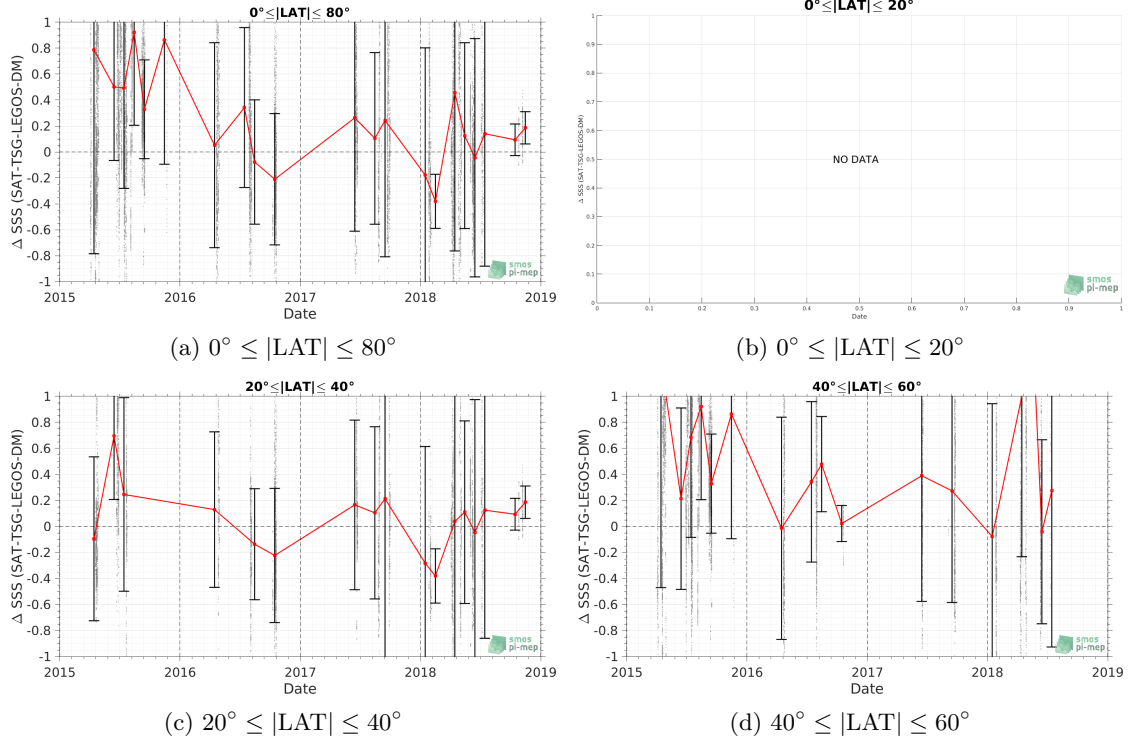 0°≤|LAT|≤ 80°
Δ SSS (SAT-TSG-LEGOS-DM)
1
0.8
0.6
0.4
0.2
0
-0.2
-0.4
-0.6
-0.8
-1
2015 2016 2017 2018 2019
Date
smos
pi-mep
(a) 0° ≤ |LAT| ≤ 80°
0°≤|LAT|≤ 20°
Δ SSS (SAT-TSG-LEGOS-DM)
1
0.9
0.8
0.7
0.6
0.5
0.4
0.3
0.2
0.1
0
NO DATA
0 0.1 0.2 0.3 0.4 0.5 0.6 0.7 0.8 0.9 1
Date
smos
pi-mep
(b) 0° ≤ |LAT| ≤ 20°
20°≤|LAT|≤ 40°
Δ SSS (SAT-TSG-LEGOS-DM)
1
0.8
0.6
0.4
0.2
0
-0.2
-0.4
-0.6
-0.8
-1
2015 2016 2017 2018 2019
Date
smos
pi-mep
(c) 20° ≤ |LAT| ≤ 40°
40°≤|LAT|≤ 60°
Δ SSS (SAT-TSG-LEGOS-DM)
1
0.8
0.6
0.4
0.2
0
-0.2
-0.4
-0.6
-0.8
-1
2015 2016 2017 2018 2019
Date
smos
pi-mep
(d) 40° ≤ |LAT| ≤ 60°